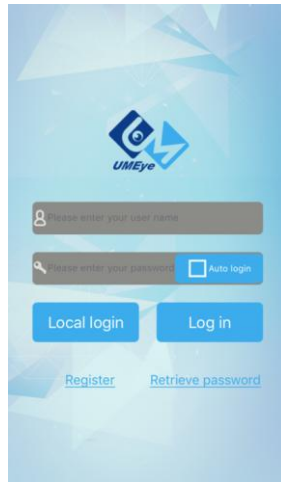 UMEye
Please enter your user name
Please enter your password
Auto login
Local login
Log in
Register
Retrieve password